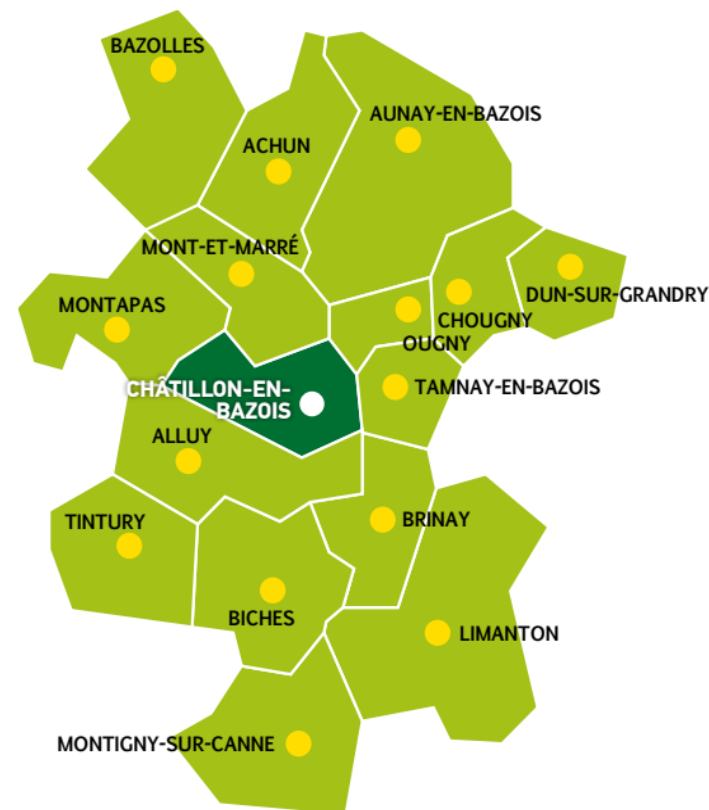 BAZOLLES
AUNAY-EN-BAZOIS
ACHUN
MONT-ET-MARRÉ
DUN-SUR-GRANDRY
MONTAPAS
CHOUGNY
OUGNY
CHÂTILLON-EN-
BAZOIS
TAMNAY-EN-BAZOIS
ALLUY
TINTURY
BRINAY
BICHES
LIMANTON
MONTIGNY-SUR-CANNE